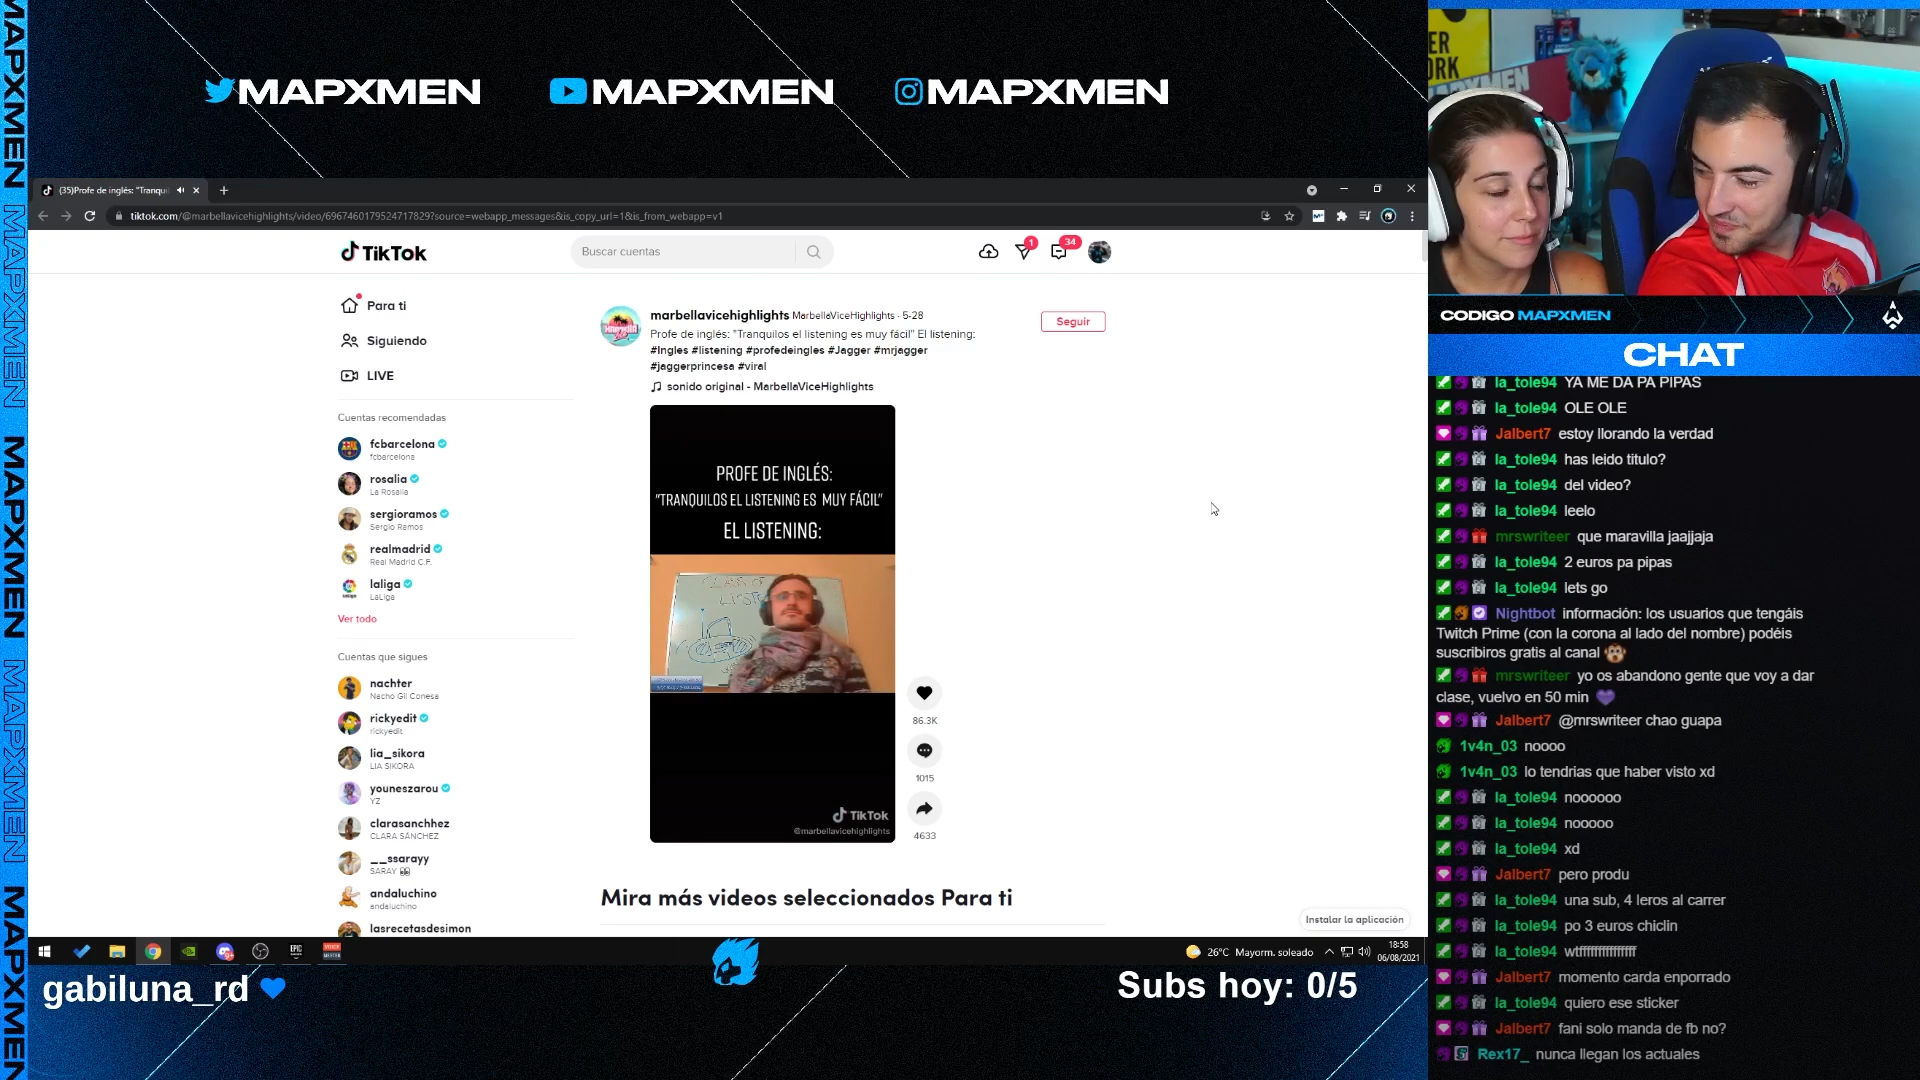 MAPXMEN
MAPXMEN
MAPXMEN
MAPXMEN
MAPXMEN
MAPXMEN
MAPXMEN
MAPXMEN
(35)Profe de inglés: "Tranqui
tiktok.com/@marbellavicehighlights/video/6967460179524717829?source=webapp_messages&is_copy_url=1&is_from_webapp=v1
TikTok
Buscar cuentas
1
34
Para ti
Siguiendo
LIVE
Cuentas recomendadas
fcbarcelona
fcbarcelona
rosalia
La Rosalia
sergioramos
Sergio Ramos
realmadrid
Real Madrid C.F.
laliga
LaLiga
Ver todo
Cuentas que sigues
nachter
Nacho Gil Conesa
rickyedit
rickyedit
lia_sikora
LIA SIKORA
youneszarou
YZ
clarasanchhez
CLARA SÁNCHEZ
__ssarayy
SARAY
andaluchino
andaluchino
lasrecetasdesimon
marbellavicehighlights MarbellaViceHighlights · 5-28
Profe de inglés: "Tranquilos el listening es muy fácil" El listening:
#Ingles #listening #profedeingles #Jagger #mrjagger
#jaggerprincesa #viral
sonido original - MarbellaViceHighlights
Seguir
PROFE DE INGLÉS:
"TRANQUILOS EL LISTENING ES MUY FÁCIL"
EL LISTENING:
TikTok
@marbellavicehighlights
86.3K
1015
4633
Mira más videos seleccionados Para ti
Instalar la aplicación
EPIC
26°C Mayorm. soleado
18:58
06/08/2021
gabiluna_rd
Subs hoy: 0/5
CODIGO MAPXMEN
CHAT
la_tole94 YA ME DA PA PIPAS
la_tole94 OLE OLE
Jalbert7 estoy llorando la verdad
la_tole94 has leido titulo?
la_tole94 del video?
la_tole94 leelo
mrswriteer que maravilla jaajjaja
la_tole94 2 euros pa pipas
la_tole94 lets go
Nightbot información: los usuarios que tengáis
Twitch Prime (con la corona al lado del nombre) podéis
suscribiros gratis al canal
mrswriteer yo os abandono gente que voy a dar
clase, vuelvo en 50 min
Jalbert7 @mrswriteer chao guapa
1v4n_03 noooo
1v4n_03 lo tendrias que haber visto xd
la_tole94 noooooo
la_tole94 nooooo
la_tole94 xd
Jalbert7 pero produ
la_tole94 una sub, 4 leros al carrer
la_tole94 po 3 euros chiclin
la_tole94 wtfffffffffffffff
Jalbert7 momento carda enporrado
la_tole94 quiero ese sticker
Jalbert7 fani solo manda de fb no?
Rex17_ nunca llegan los actuales